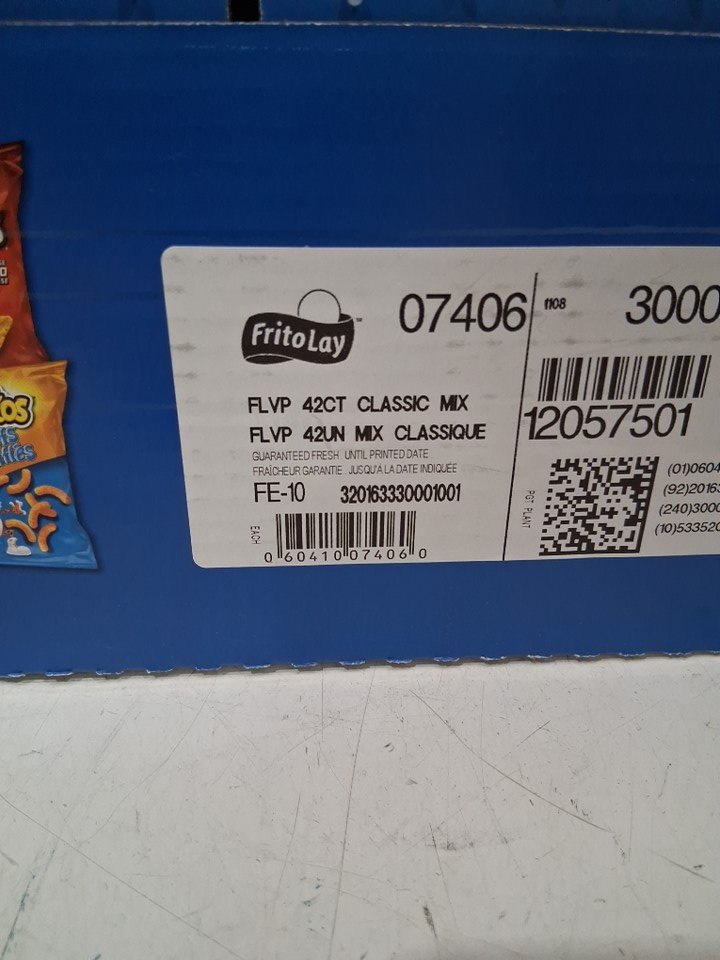 FritoLay
07406
1108
3000
FLVP 42CT CLASSIC MIX
FLVP 42UN MIX CLASSIQUE
GUARANTEED FRESH UNTIL PRINTED DATE
FRAÎCHEUR GARANTIE JUSQU'À LA DATE INDIQUÉE
FE-10 320163330001001
EACH
0 60410 07406 0
12057501
PGT PLANT
(01)0604
(92)20163
(240)3000
(10)533520